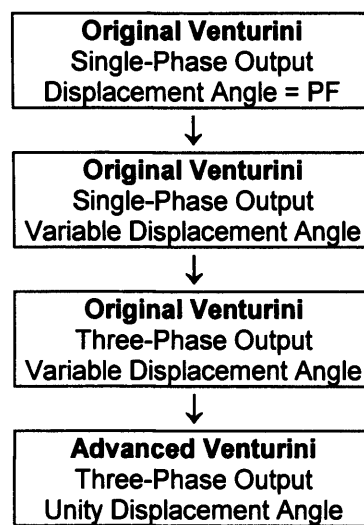 Original Venturini
Single-Phase Output
Displacement Angle = PF
Original Venturini
Single-Phase Output
Variable Displacement Angle
Original Venturini
Three-Phase Output
Variable Displacement Angle
Advanced Venturini
Three-Phase Output
Unity Displacement Angle